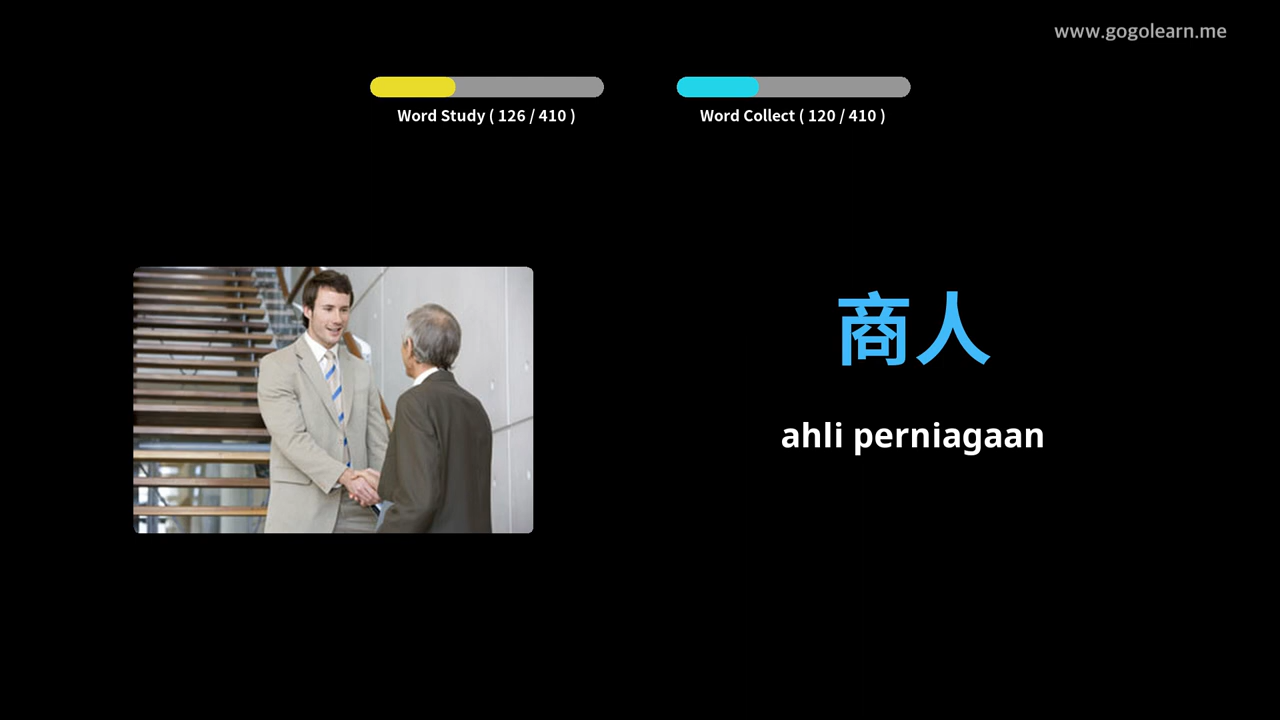 www.gogolearn.me
Word Study ( 126 / 410 )
Word Collect ( 120 / 410 )
商人
ahli perniagaan